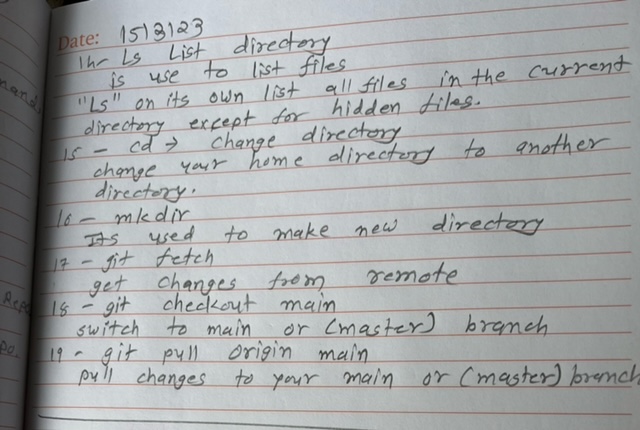 Date: 15/3/23
14- Ls List directory
is use to list files
"Ls" on its own list all files in the current
directory except for hidden files.
15 - cd → change directory
change your home directory to another
directory.
16 - mkdir
Its used to make new directory
17 - git fetch
get changes from remote
18 - git checkout main
switch to main or (master) branch
19 - git pull origin main
pull changes to your main or (master) branch